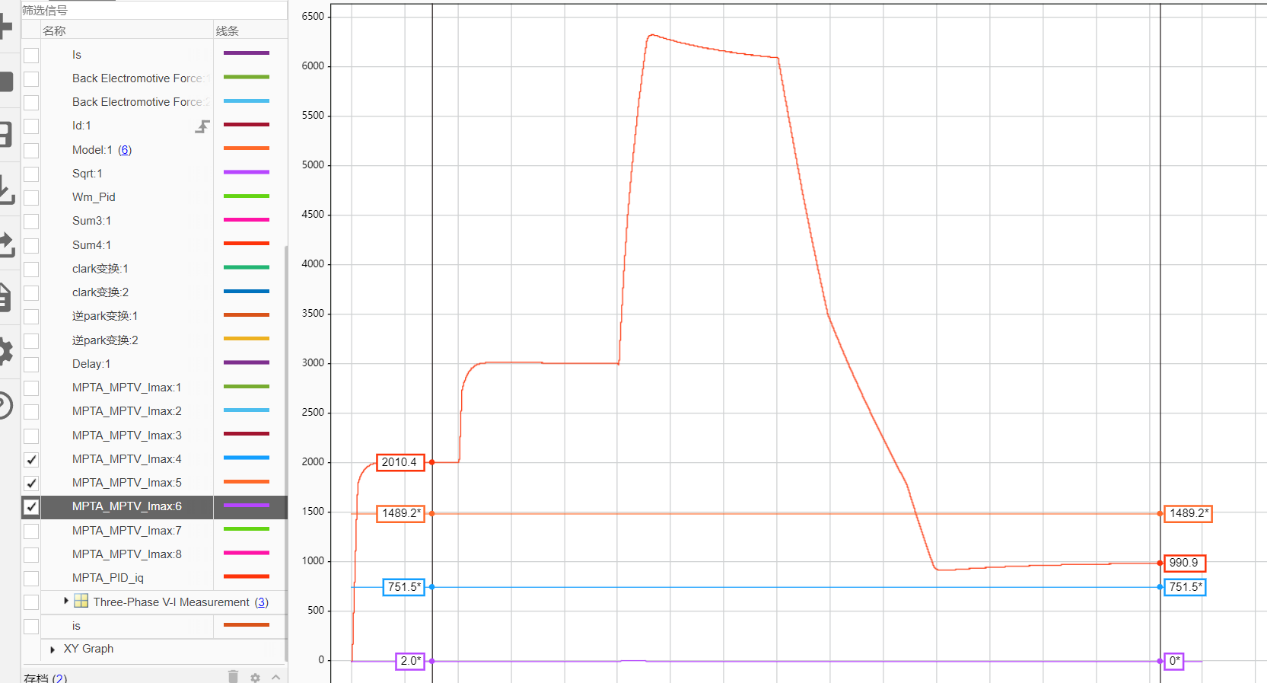 筛选信号
名称 线条
Is
Back Electromotive Force:
Back Electromotive Force:
Id:1
Model:1 (6)
Sqrt:1
Wm_Pid
Sum3:1
Sum4:1
clark变换:1
clark变换:2
逆park变换:1
逆park变换:2
Delay:1
MPTA_MPTV_Imax:1
MPTA_MPTV_Imax:2
MPTA_MPTV_Imax:3
MPTA_MPTV_Imax:4
MPTA_MPTV_Imax:5
MPTA_MPTV_Imax:6
MPTA_MPTV_Imax:7
MPTA_MPTV_Imax:8
MPTA_PID_iq
Three-Phase V-I Measurement (3)
is
XY Graph
存档 (2)
6500
6000
5500
5000
4500
4000
3500
3000
2500
2000
1500
1000
500
0
2010.4
1489.2*
751.5*
2.0*
1489.2*
990.9
751.5*
0*